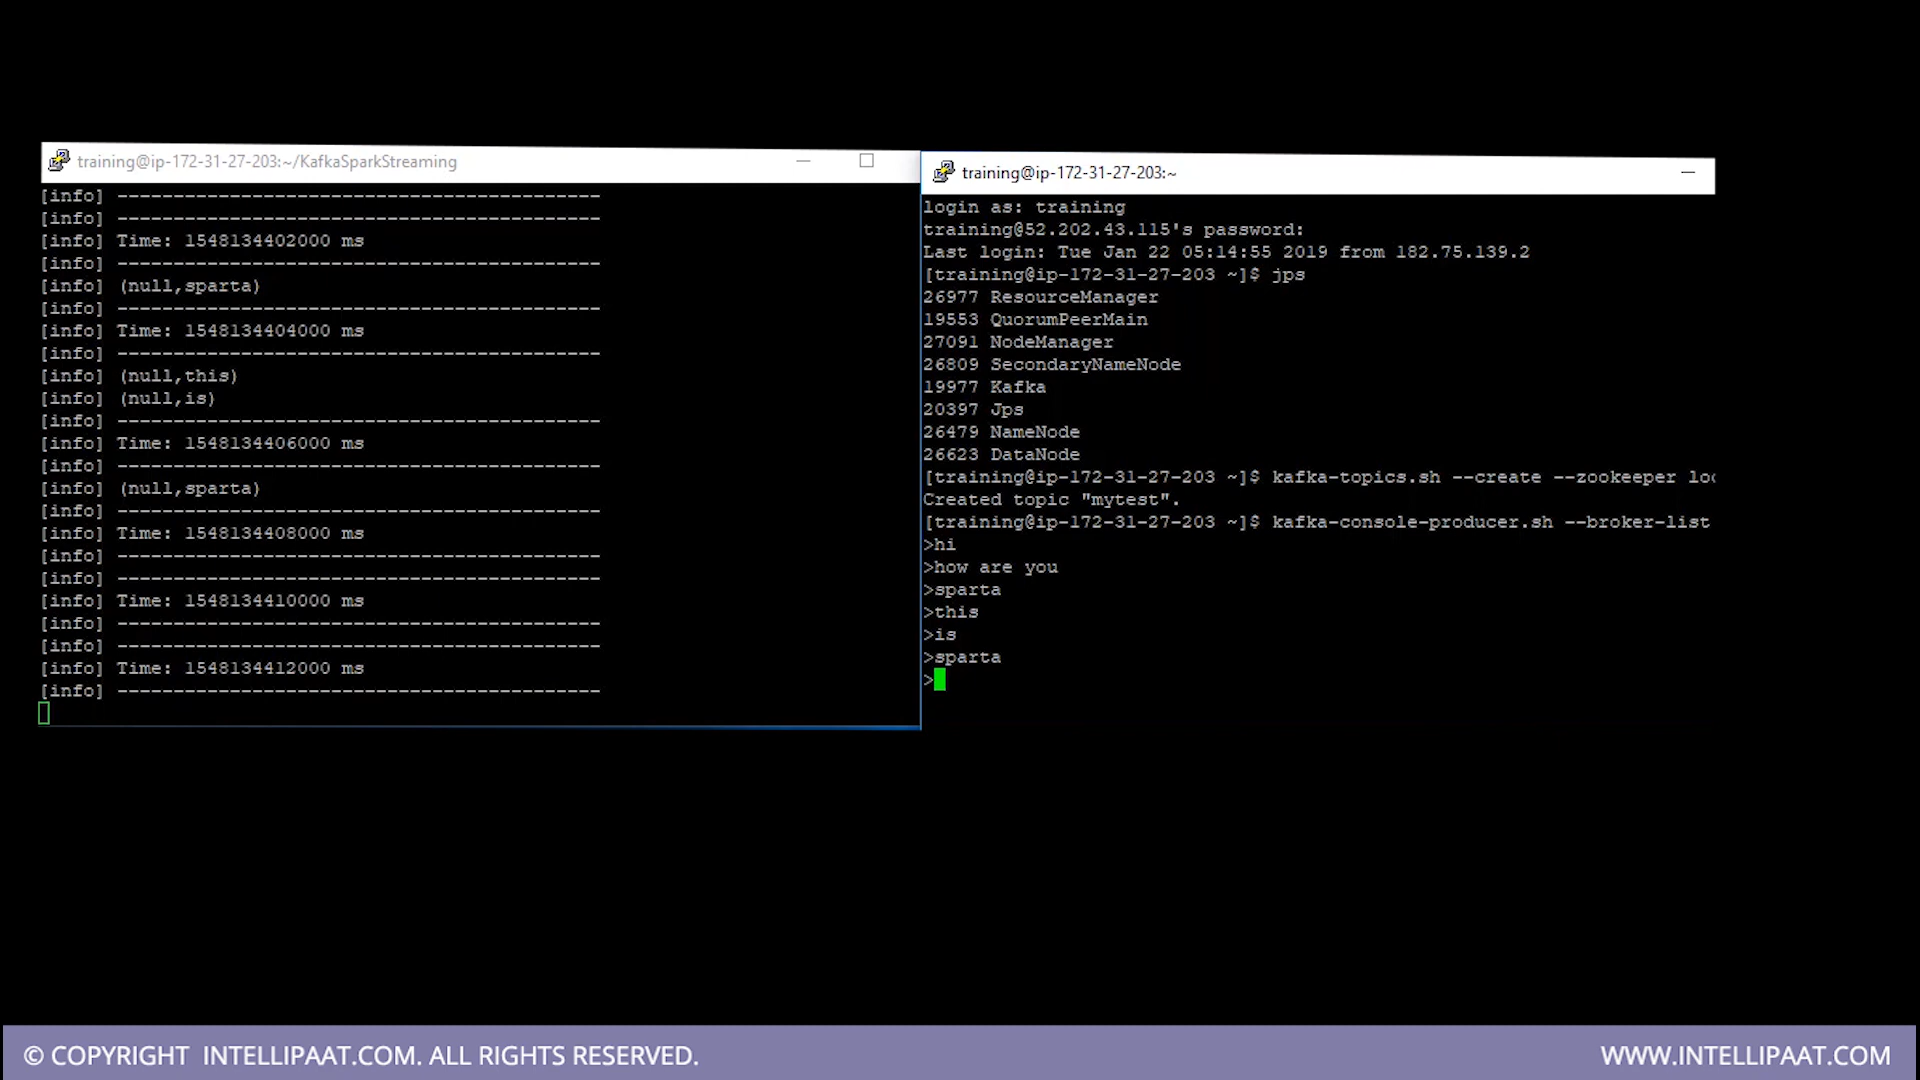 training@ip-172-31-27-203:~/KafkaSparkStreaming
[info] -------------------------------------------
[info] -------------------------------------------
[info] Time: 1548134402000 ms
[info] -------------------------------------------
[info] (null,sparta)
[info] -------------------------------------------
[info] Time: 1548134404000 ms
[info] -------------------------------------------
[info] (null,this)
[info] (null,is)
[info] -------------------------------------------
[info] Time: 1548134406000 ms
[info] -------------------------------------------
[info] (null,sparta)
[info] -------------------------------------------
[info] Time: 1548134408000 ms
[info] -------------------------------------------
[info] -------------------------------------------
[info] Time: 1548134410000 ms
[info] -------------------------------------------
[info] -------------------------------------------
[info] Time: 1548134412000 ms
[info] -------------------------------------------
training@ip-172-31-27-203:~
login as: training
training@52.202.43.115's password:
Last login: Tue Jan 22 05:14:55 2019 from 182.75.139.2
[training@ip-172-31-27-203 ~]$ jps
26977 ResourceManager
19553 QuorumPeerMain
27091 NodeManager
26809 SecondaryNameNode
19977 Kafka
20397 Jps
26479 NameNode
26623 DataNode
[training@ip-172-31-27-203 ~]$ kafka-topics.sh --create --zookeeper
Created topic "mytest".
[training@ip-172-31-27-203 ~]$ kafka-console-producer.sh --broker-list
>hi
>how are you
>sparta
>this
>is
>sparta
>
© COPYRIGHT INTELLIPAAT.COM. ALL RIGHTS RESERVED.
WWW.INTELLIPAAT.COM